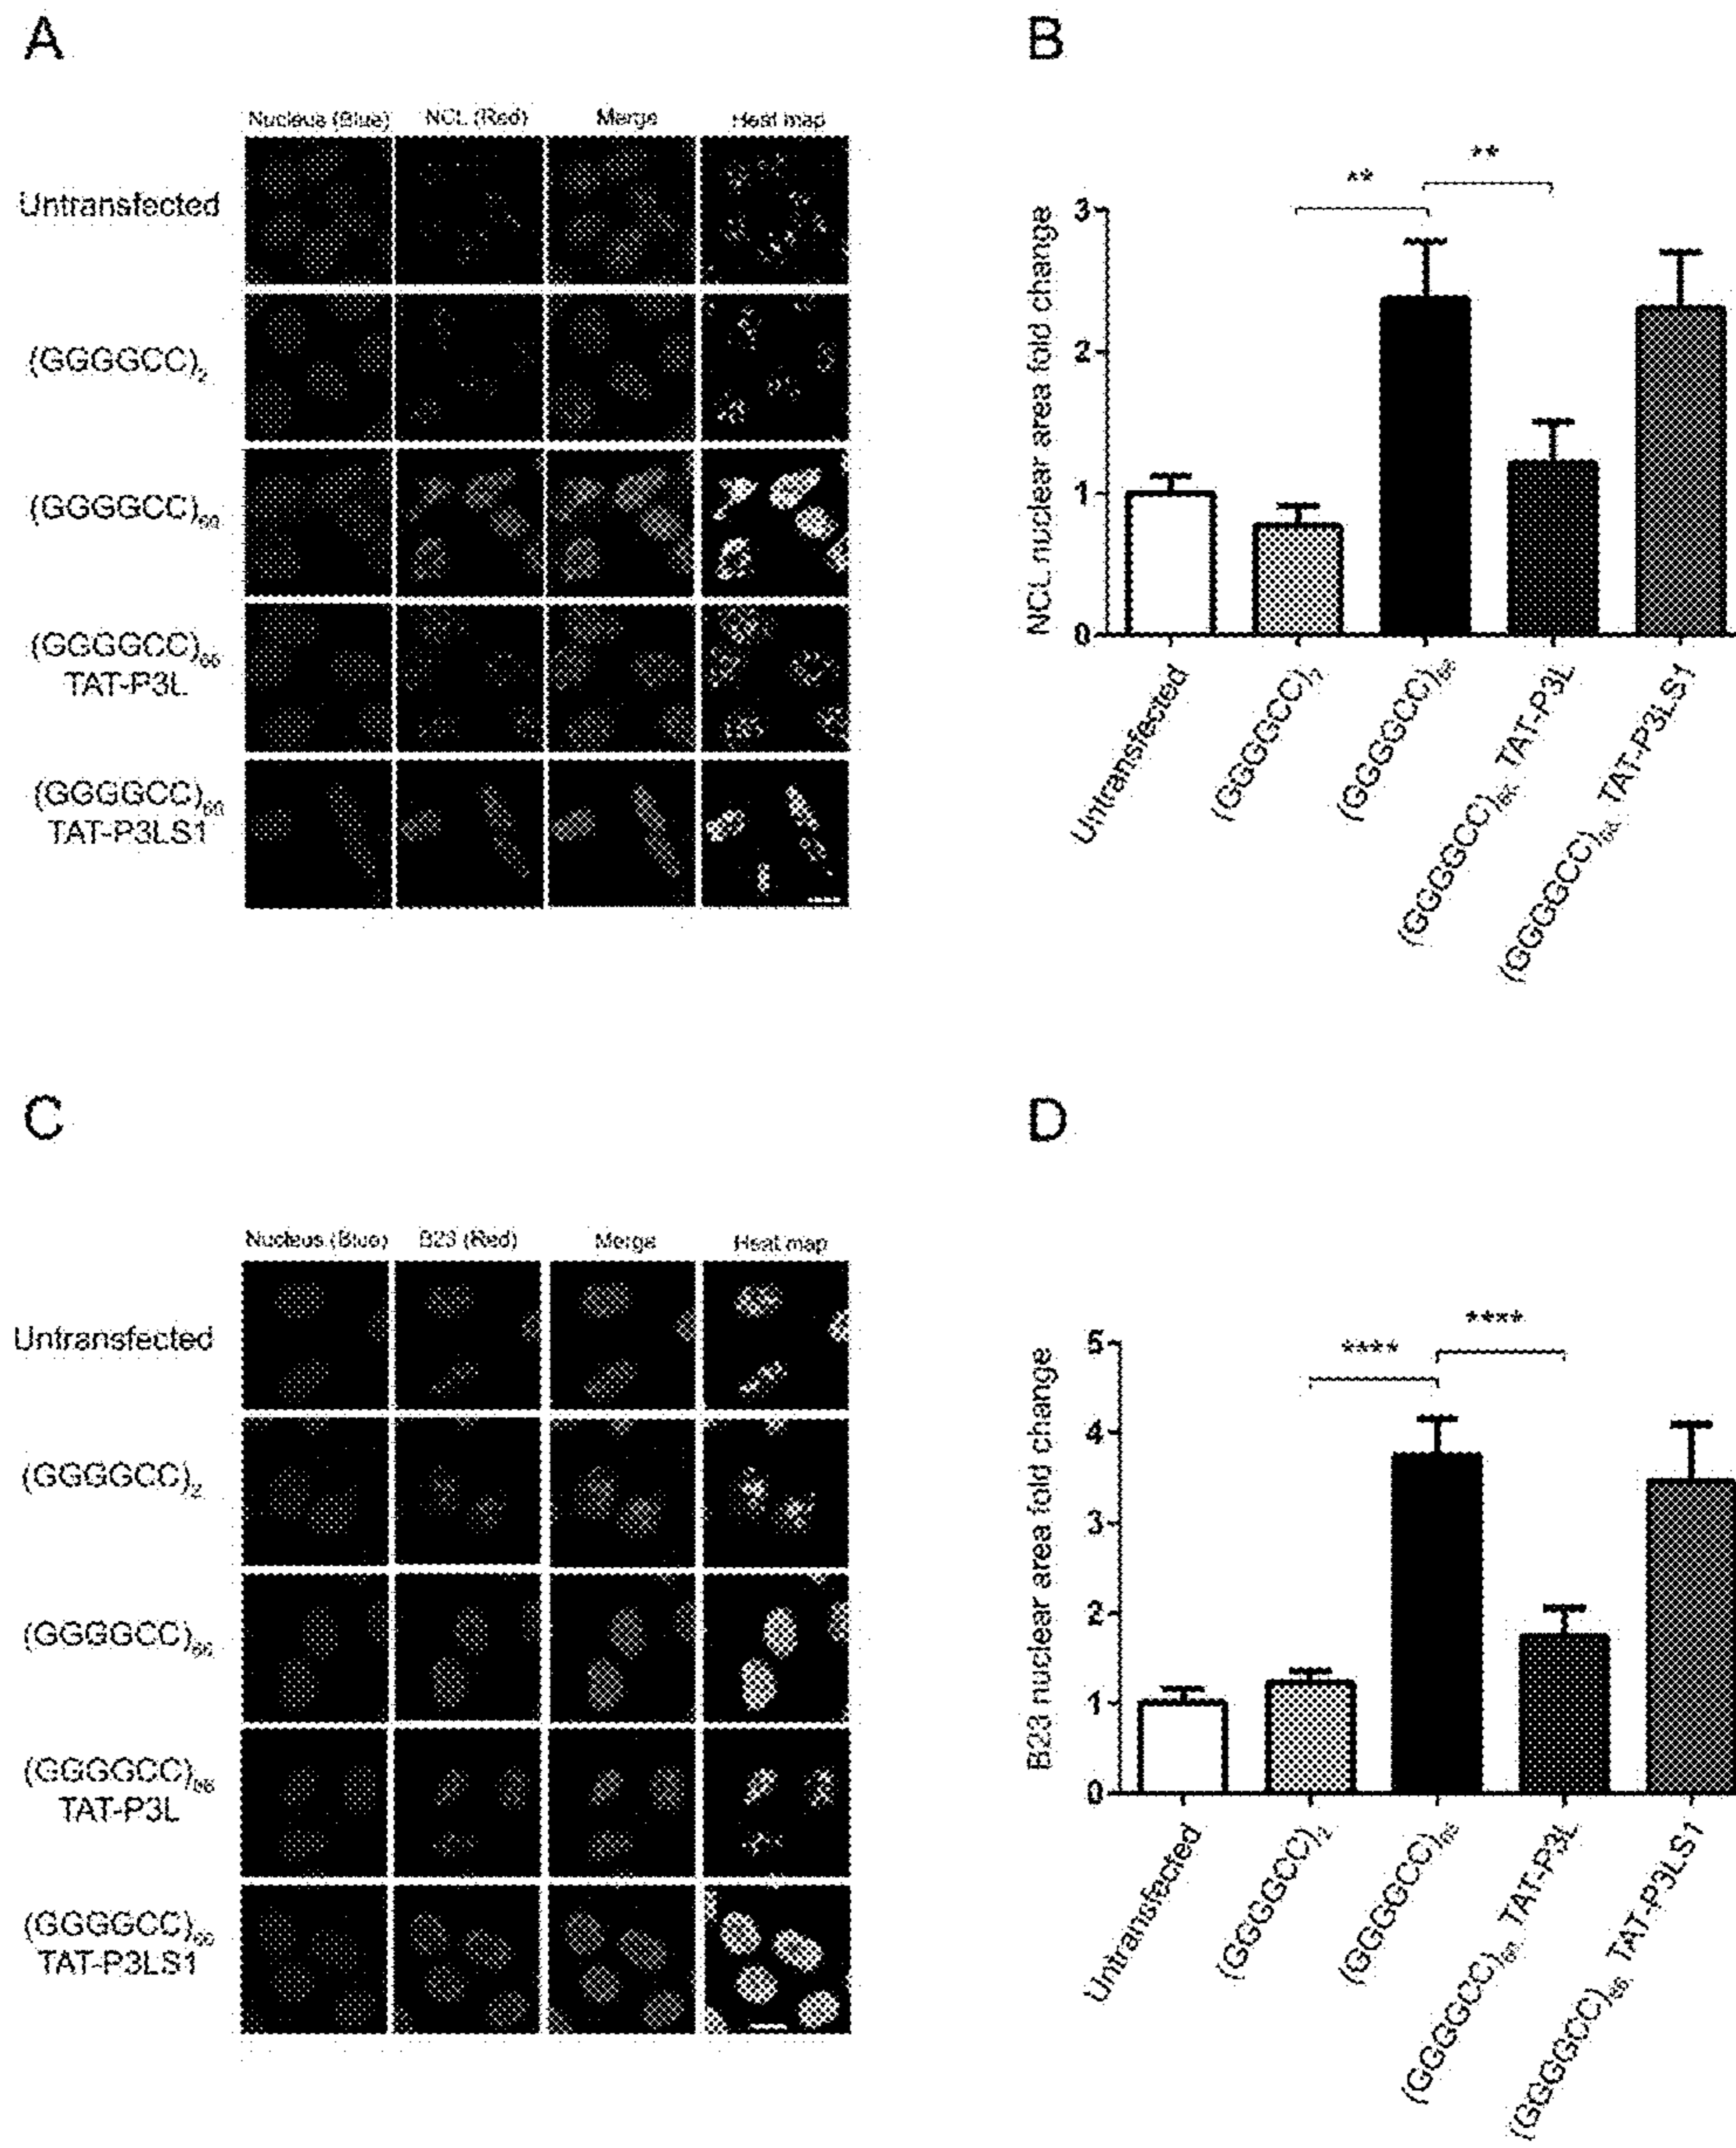 A
Nucleus (Blue) NCL (Red) Merge Heat map
Untransfected
(GGGGCC)2
(GGGGCC)66
(GGGGCC)66
TAT-P3L
(GGGGCC)66
TAT-P3LS1
B
** **
NCL nuclear area fold change
3
2
1
0
Untransfected
(GGGGCC)2
(GGGGCC)66
(GGGGCC)66, TAT-P3L
(GGGGCC)66, TAT-P3LS1
C
Nucleus (Blue) B23 (Red) Merge Heat map
Untransfected
(GGGGCC)2
(GGGGCC)66
(GGGGCC)66
TAT-P3L
(GGGGCC)66
TAT-P3LS1
D
**** ****
B23 nuclear area fold change
5
4
3
2
1
0
Untransfected
(GGGGCC)2
(GGGGCC)66
(GGGGCC)66, TAT-P3L
(GGGGCC)66, TAT-P3LS1